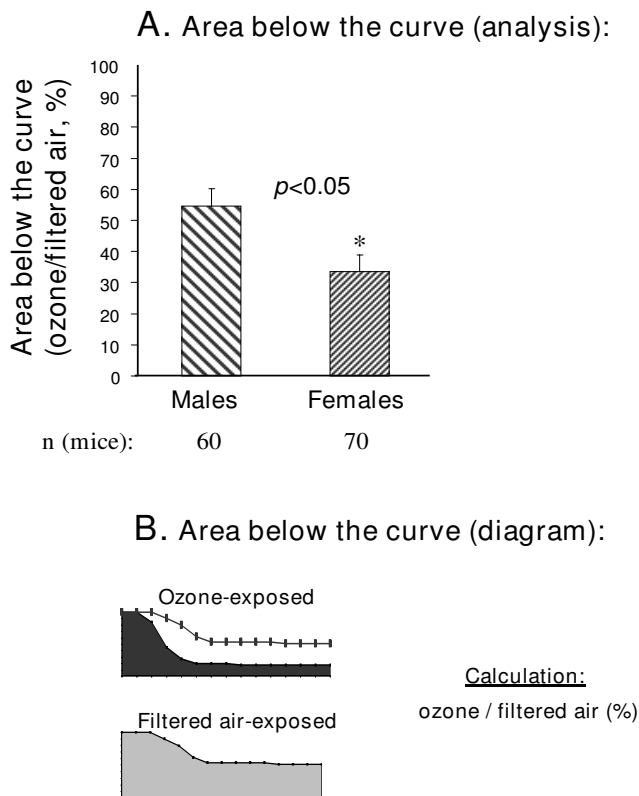 A. Area below the curve (analysis):
Area below the curve
(ozone/filtered air, %)
100
90
80
70
60
50
40
30
20
10
0
p<0.05
*
Males Females
n (mice): 60 70
B. Area below the curve (diagram):
Ozone-exposed
Filtered air-exposed
Calculation:
ozone / filtered air (%)